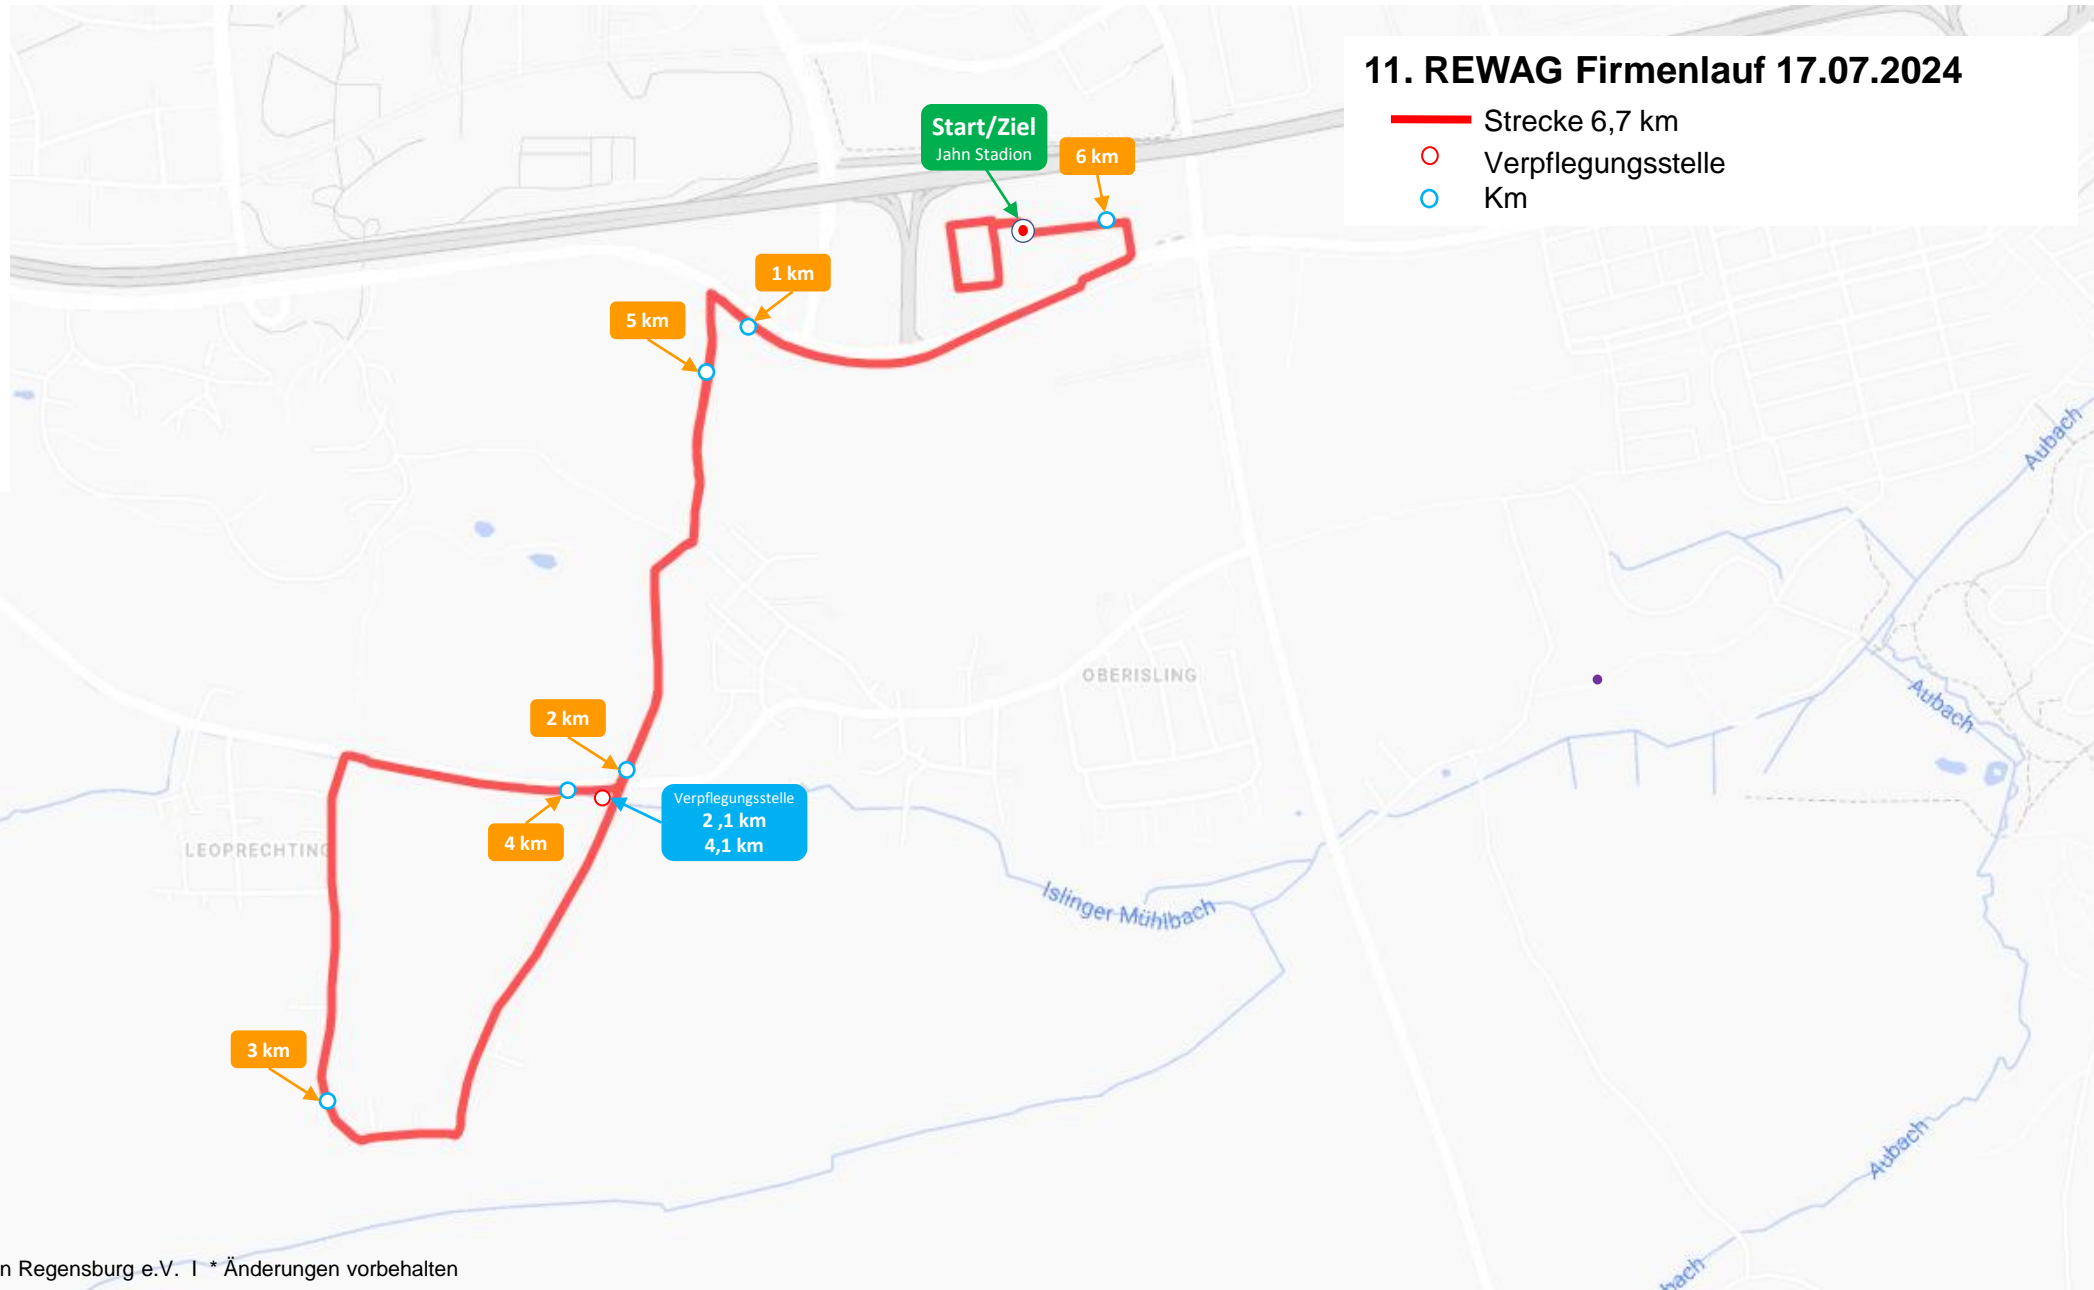 11. REWAG Firmenlauf 17.07.2024
Strecke 6,7 km
Verpflegungsstelle
Km
Start/Ziel
Jahn Stadion
6 km
1 km
5 km
Aubach
OBERISLING
Aubach
2 km
Verpflegungsstelle
2 ,1 km
4,1 km
4 km
LEOPRECHTING
Islinger Mühlbach
3 km
Aubach
bach
n Regensburg e.V. I * Änderungen vorbehalten